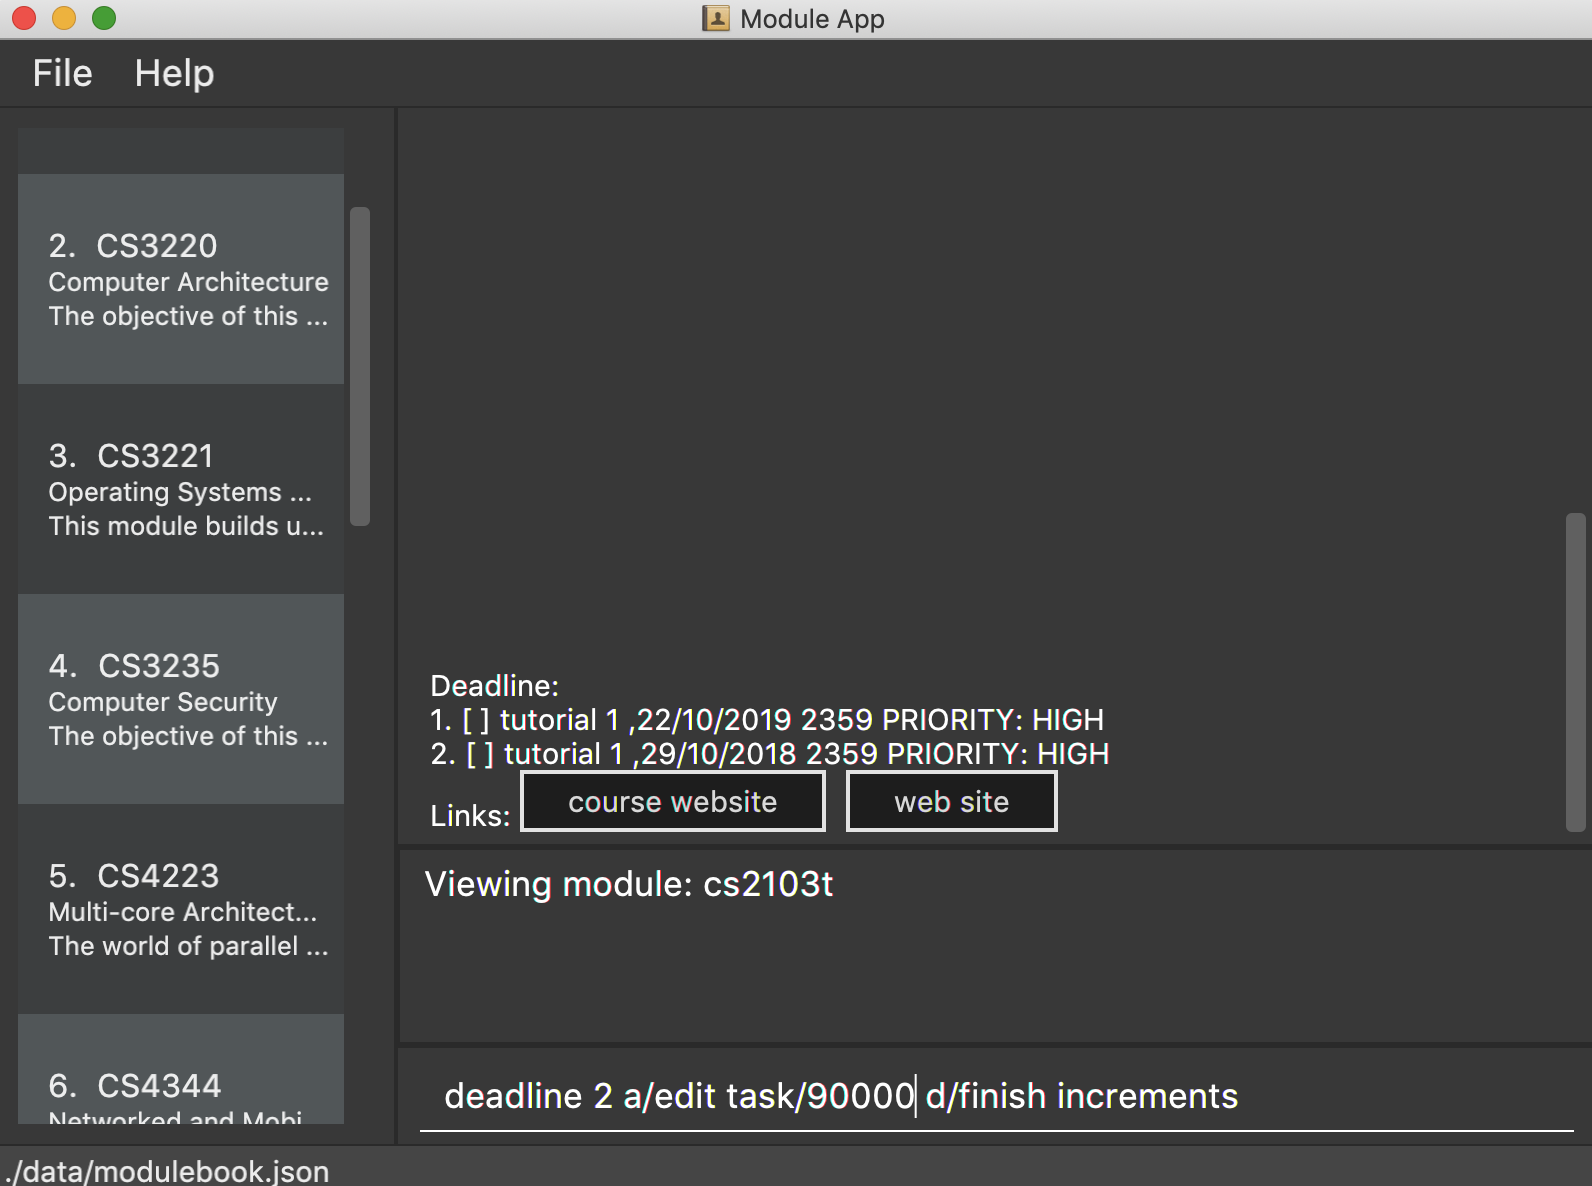 Module App
File Help
2. CS3220
Computer Architecture
The objective of this ...
3. CS3221
Operating Systems ...
This module builds u...
4. CS3235
Computer Security
The objective of this ...
5. CS4223
Multi-core Architect...
The world of parallel ...
6. CS4344
Networked and Mobi
Deadline:
1. [ ] tutorial 1 ,22/10/2019 2359 PRIORITY: HIGH
2. [ ] tutorial 1 ,29/10/2018 2359 PRIORITY: HIGH
Links: course website web site
Viewing module: cs2103t
deadline 2 a/edit task/90000 d/finish increments
./data/modulebook.json